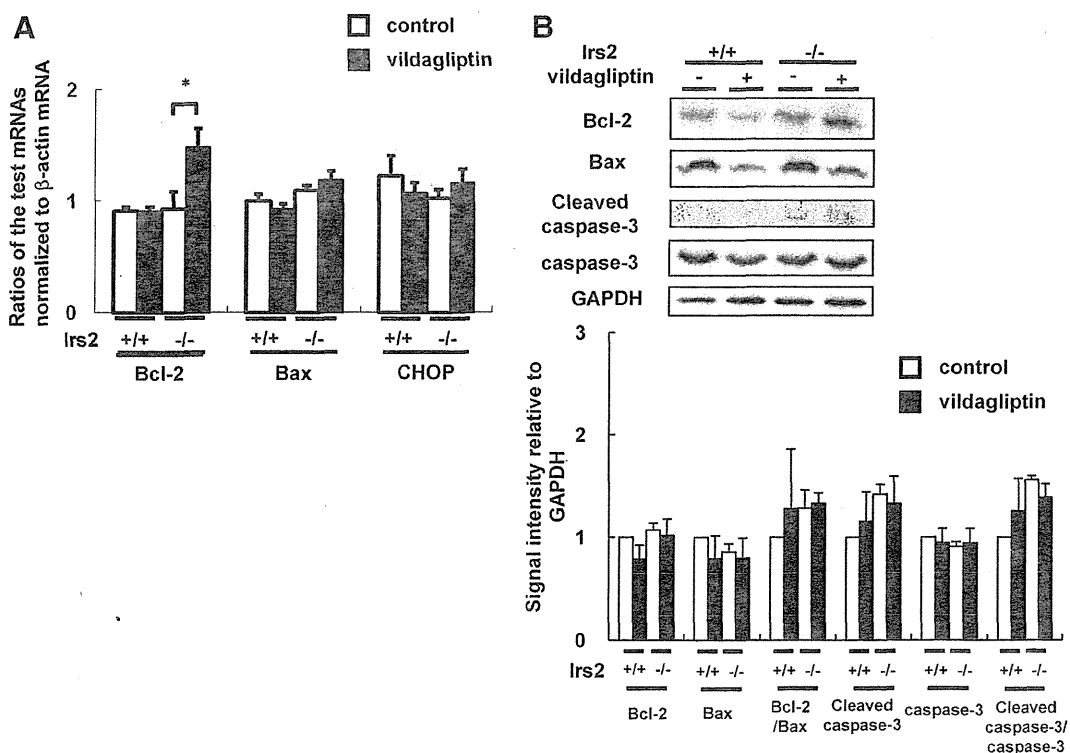 A
control
vildagliptin
Ratios of the test mRNAs
normalized to β-actin mRNA
2
1
0
*
Irs2
+/+ -/- +/+ -/- +/+ -/-
Bcl-2 Bax CHOP
B
Irs2 +/+ -/-
vildagliptin - + - +
Bcl-2
Bax
Cleaved
caspase-3
caspase-3
GAPDH
control
vildagliptin
Signal intensity relative to
GAPDH
3
2
1
0
Irs2 +/+ -/- +/+ -/- +/+ -/- +/+ -/- +/+ -/- +/+ -/-
Bcl-2
Bax
Bcl-2
/Bax
Cleaved
caspase-3
caspase-3
Cleaved
caspase-3/
caspase-3